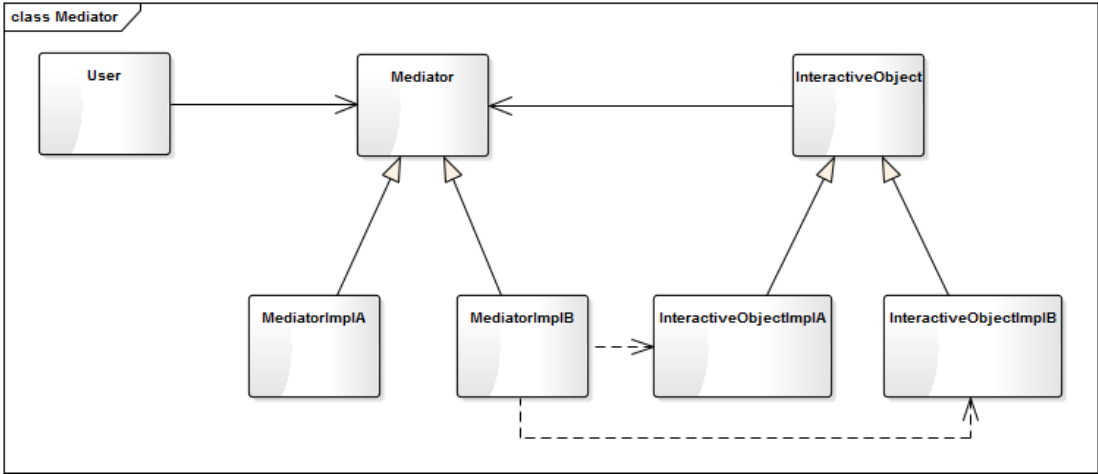 class Mediator
User
Mediator
InteractiveObject
MediatorImplA
MediatorImplB
InteractiveObjectImplA
InteractiveObjectImplB